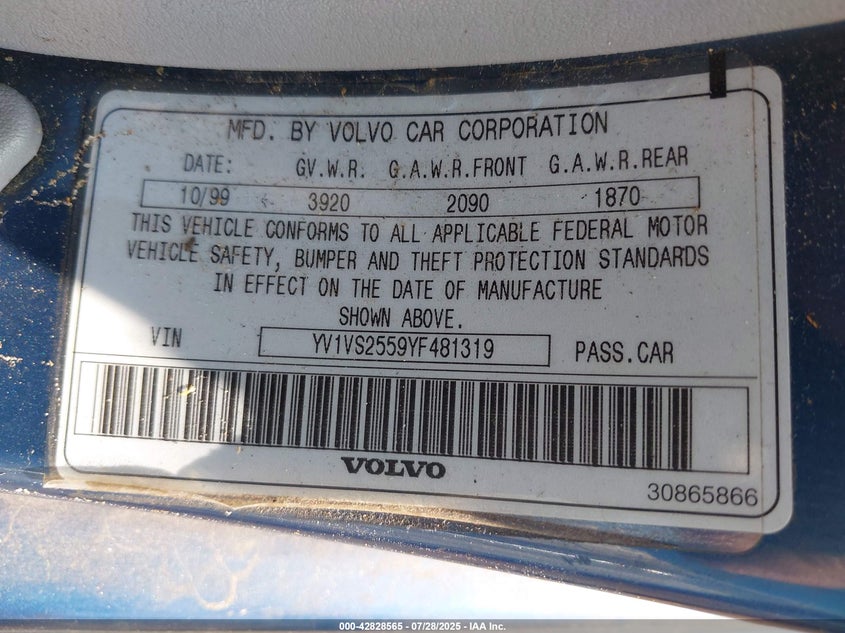 MFD. BY VOLVO CAR CORPORATION
DATE: GV.W.R. G.A.W.R.FRONT G.A.W.R.REAR
10/99 3920 2090 1870
THIS VEHICLE CONFORMS TO ALL APPLICABLE FEDERAL MOTOR
VEHICLE SAFETY, BUMPER AND THEFT PROTECTION STANDARDS
IN EFFECT ON THE DATE OF MANUFACTURE
SHOWN ABOVE.
VIN YV1VS2559YF481319 PASS.CAR
VOLVO
30865866
000-42828565 | 07/28/2025 | IAA Inc.